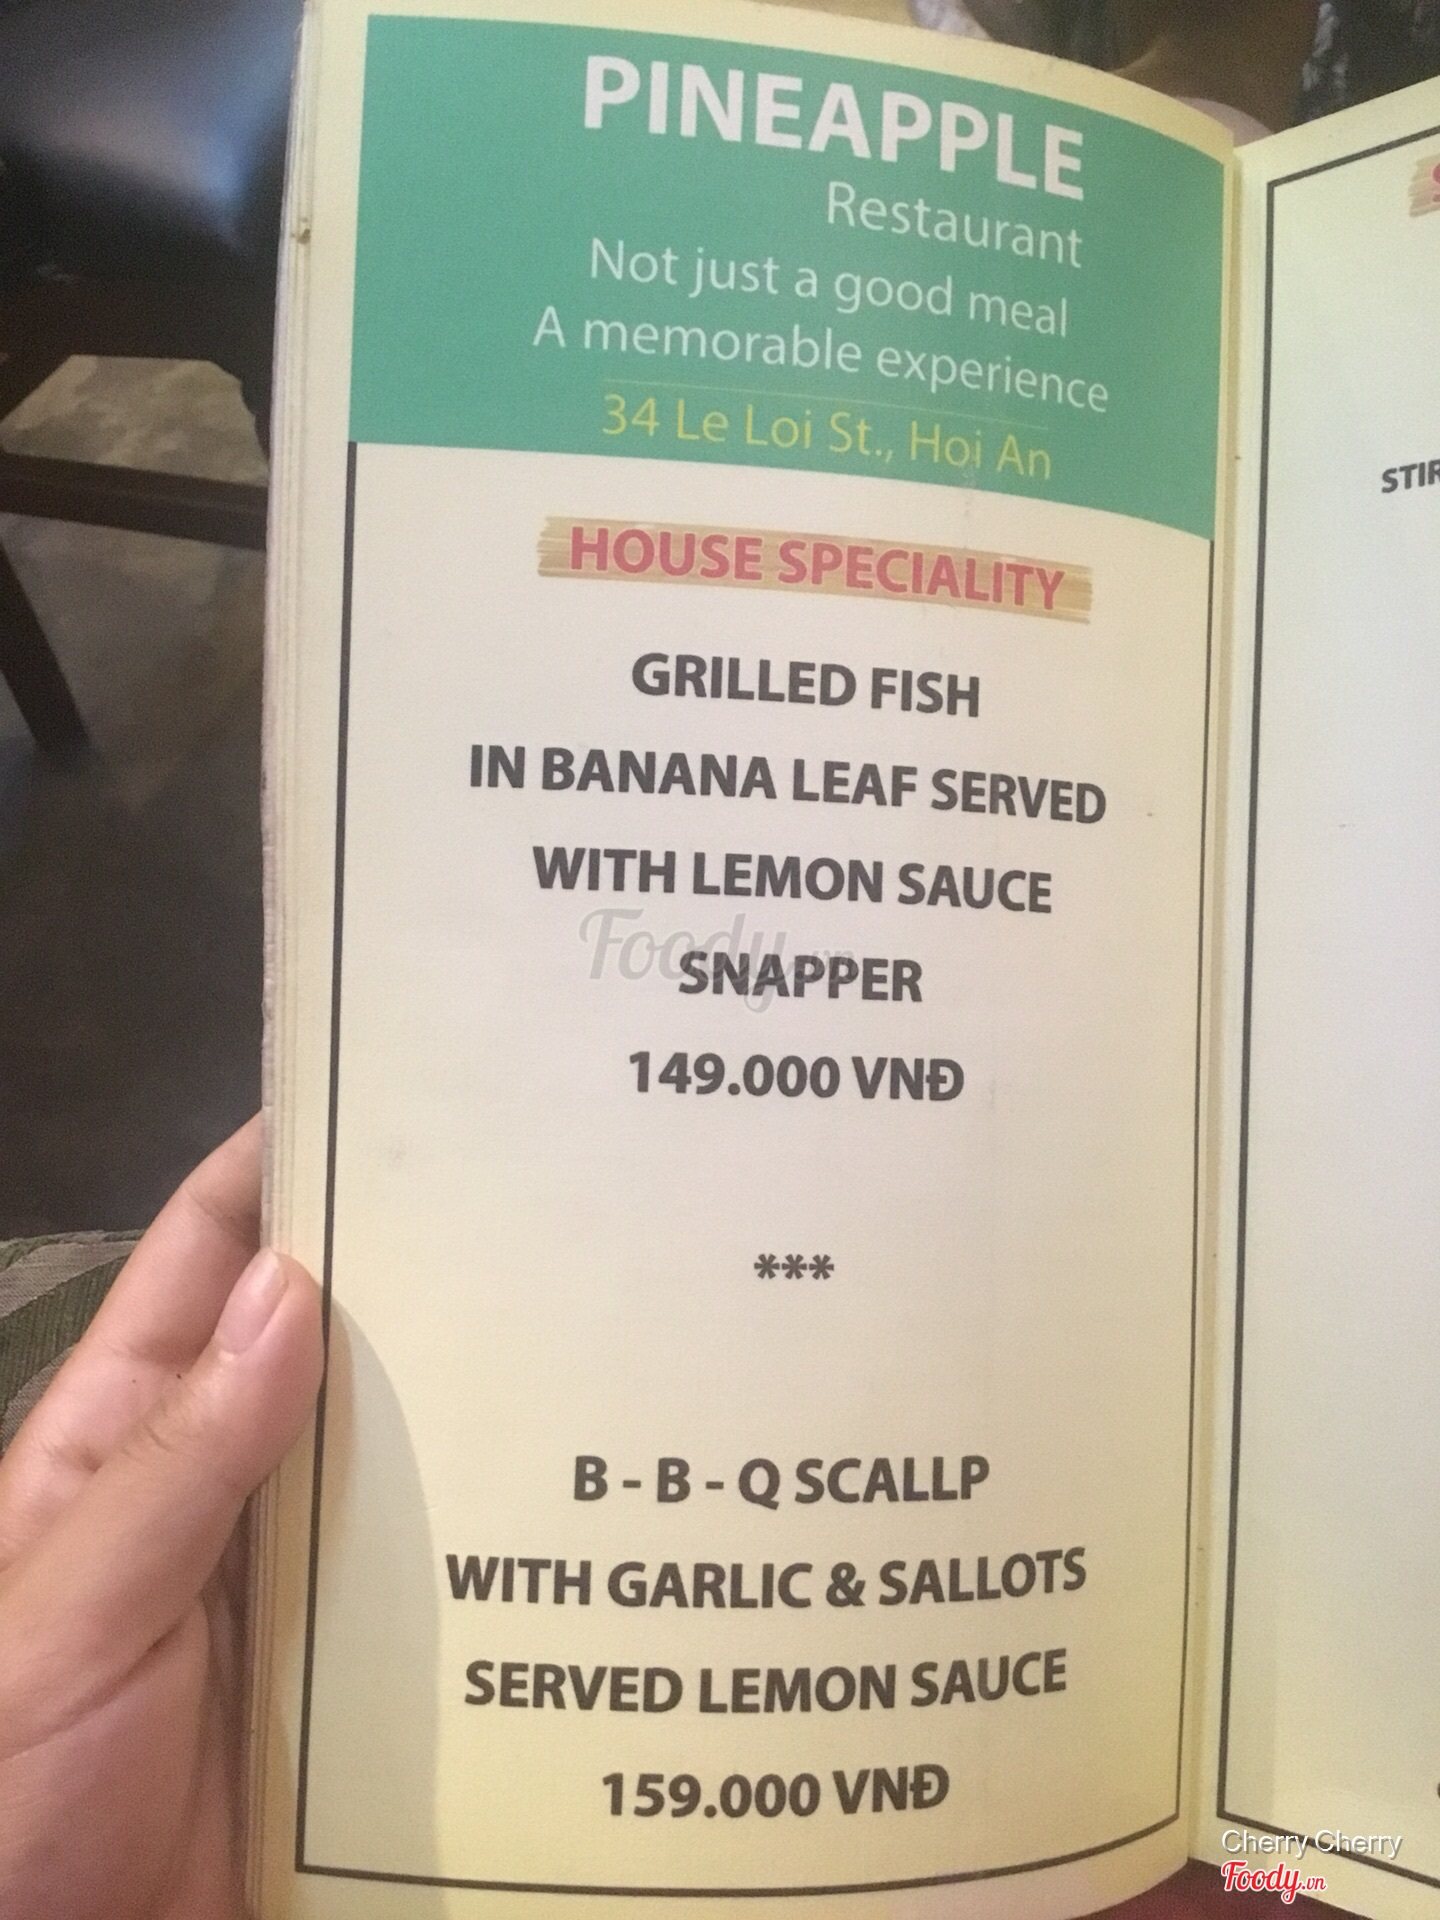 PINEAPPLE
Restaurant
Not just a good meal
A memorable experience
34 Le Loi St., Hoi An
HOUSE SPECIALITY
GRILLED FISH
IN BANANA LEAF SERVED
WITH LEMON SAUCE
SNAPPER
149.000 VNĐ
***
B - B - Q SCALLP
WITH GARLIC & SALLOTS
SERVED LEMON SAUCE
159.000 VNĐ
Foody.vn
Cherry Cherry
Foody.vn